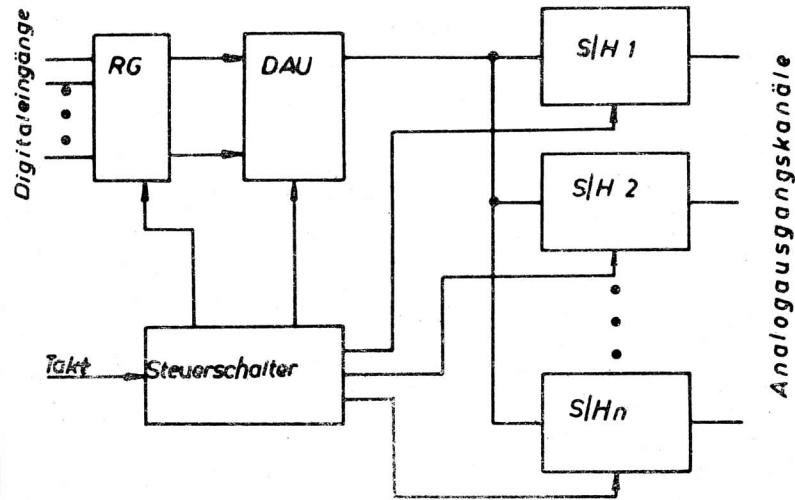 Digitaleingänge
RG
DAU
S/H 1
S/H 2
S/Hn
Takt
Steuerschalter
Analogausgangskanäle